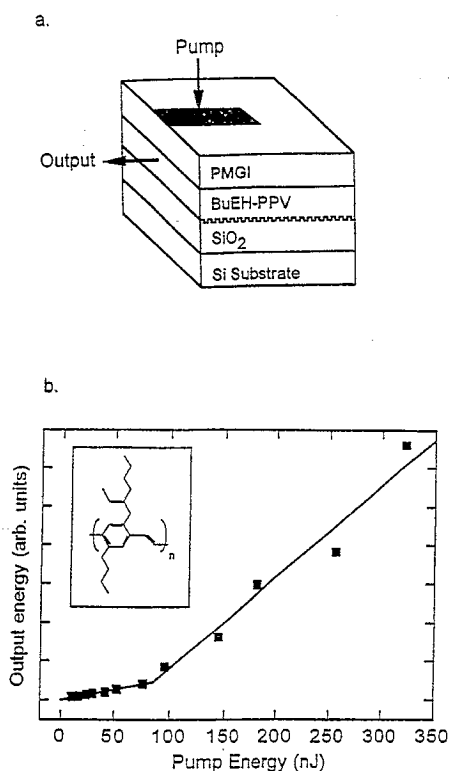 a.
Pump
Output
PMGI
BuEH-PPV
SiO2
Si Substrate
b.
Output energy (arb. units)
n
0 50 100 150 200 250 300 350
Pump Energy (nJ)